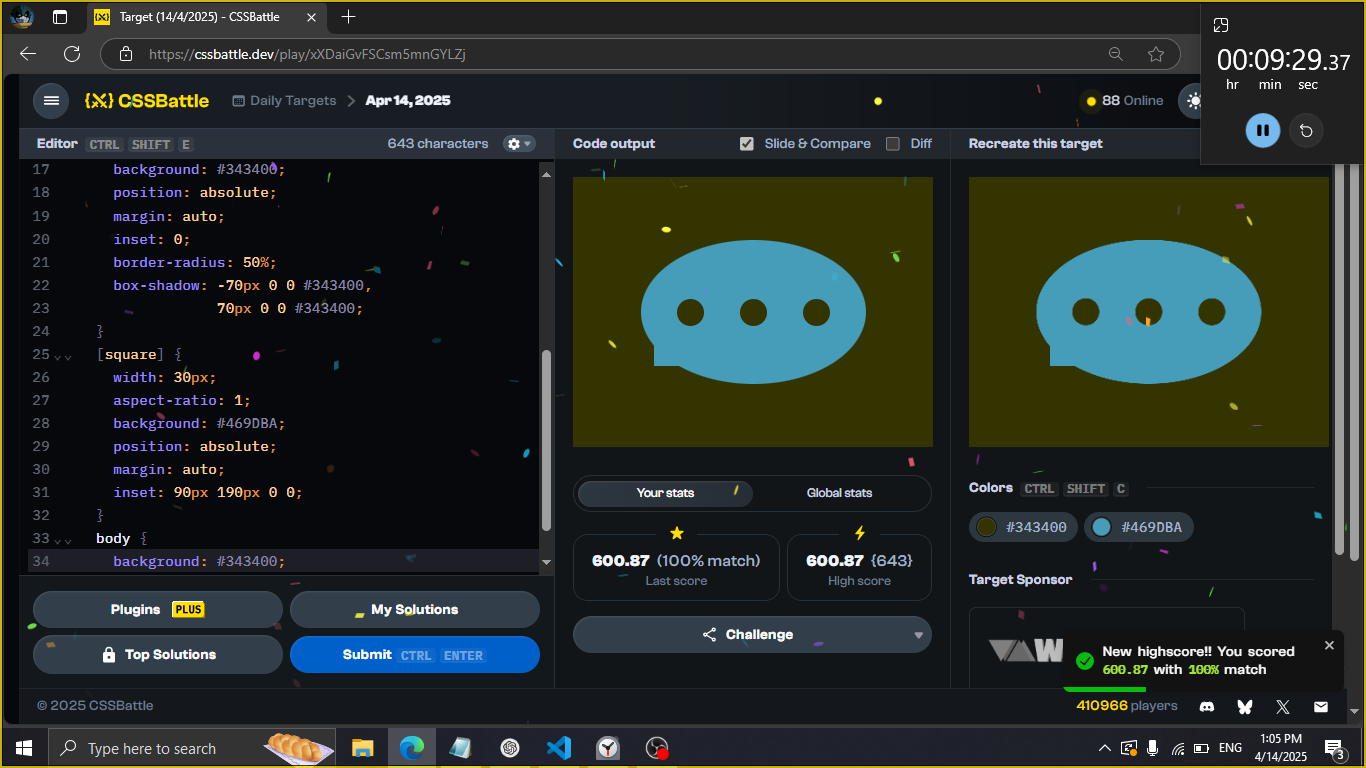 Target (14/4/2025) - CSSBattle
https://cssbattle.dev/play/xXDaiGvFSCsm5mnGYLZj
00:09:29.37
hr min sec
{X} CSSBattle
Daily Targets
Apr 14, 2025
88 Online
Editor CTRL SHIFT E
643 characters
Code output
Slide & Compare
Diff
Recreate this target
17 background: #343400;
18 position: absolute;
19 margin: auto;
20 inset: 0;
21 border-radius: 50%;
22 box-shadow: -70px 0 0 #343400,
23 70px 0 0 #343400;
24 }
25 [square] {
26 width: 30px;
27 aspect-ratio: 1;
28 background: #469DBA;
29 position: absolute;
30 margin: auto;
31 inset: 90px 190px 0 0;
32 }
33 body {
34 background: #343400;
Plugins PLUS
My Solutions
Top Solutions
Submit CTRL ENTER
Your stats
Global stats
600.87 (100% match)
Last score
600.87 {643}
High score
Challenge
Colors CTRL SHIFT C
#343400
#469DBA
Target Sponsor
W
New highscore!! You scored
600.87 with 100% match
© 2025 CSSBattle
410966 players
Type here to search
ENG
1:05 PM
4/14/2025
3